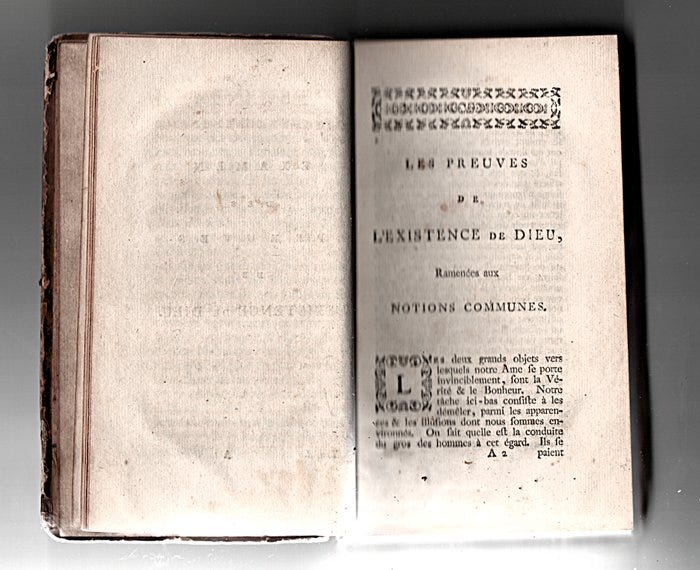 LES PREUVES
DE
L'EXISTENCE DE DIEU,
Ramenées aux
NOTIONS COMMUNES.
LES deux grands objets vers
lesquels notre Ame se porte
invinciblement, sont la Vé-
rité & le Bonheur. Notre
tâche ici-bas consiste à les
démêler, parmi les apparen-
ces & les illusions dont nous sommes en-
vironnés. On sait quelle est la conduite
du gros des hommes à cet égard. Ils se
A 2 paient